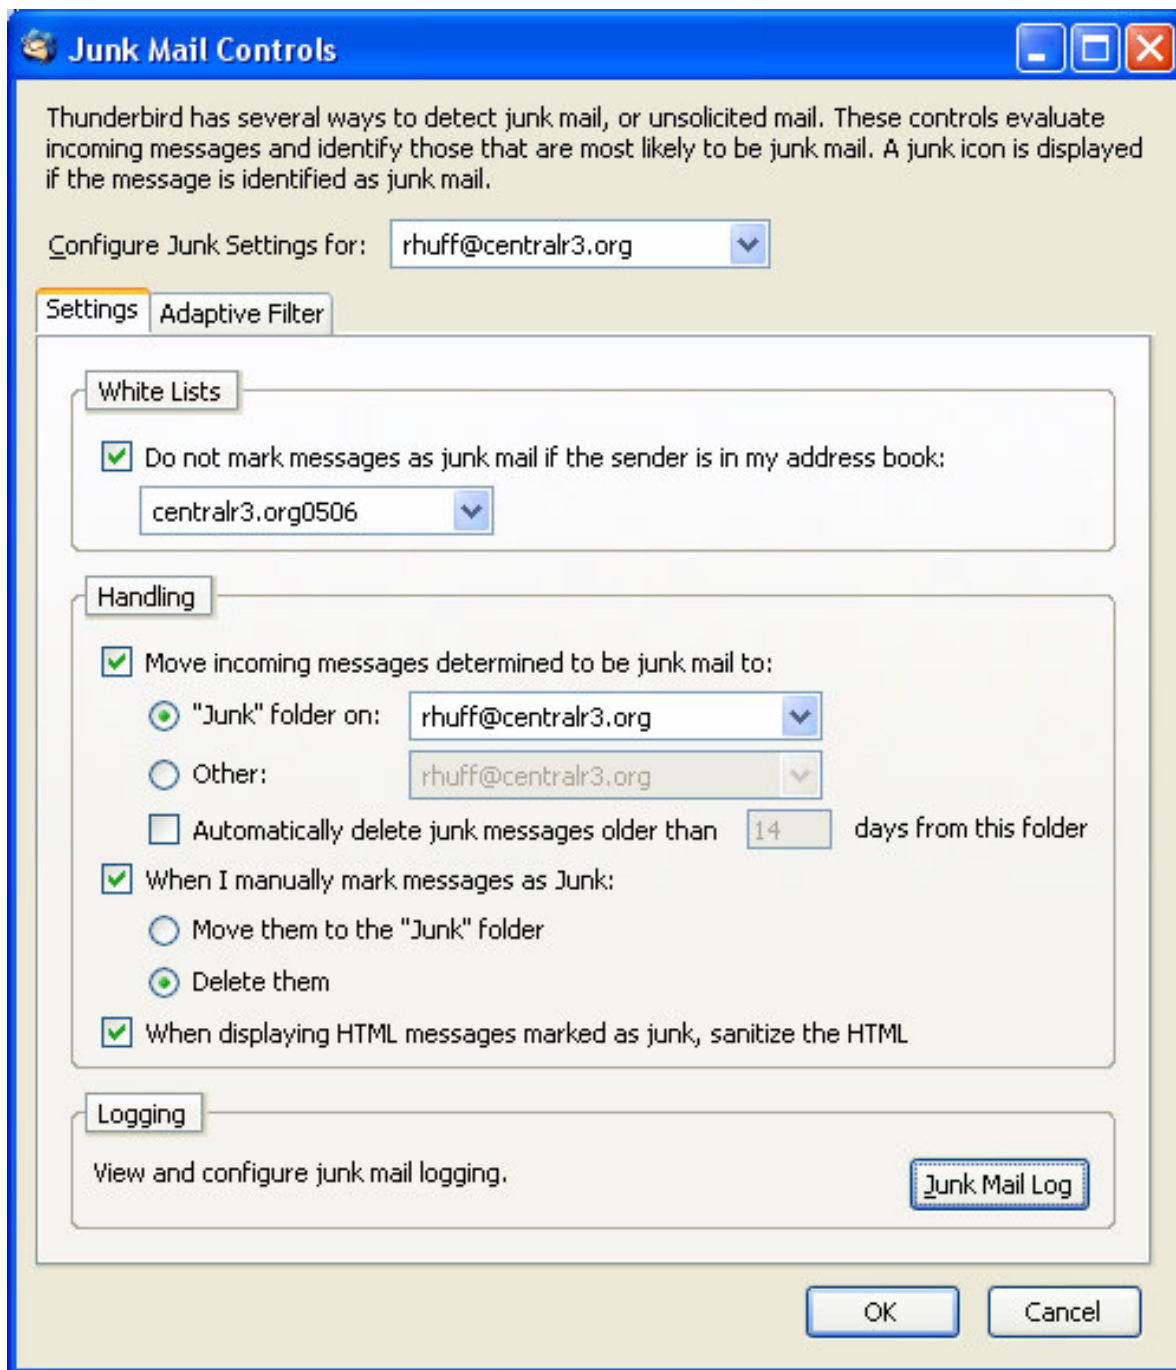 Junk Mail Controls
Thunderbird has several ways to detect junk mail, or unsolicited mail. These controls evaluate
incoming messages and identify those that are most likely to be junk mail. A junk icon is displayed
if the message is identified as junk mail.
Configure Junk Settings for: rhuff@centralr3.org
Settings Adaptive Filter
White Lists
Do not mark messages as junk mail if the sender is in my address book:
centralr3.org0506
Handling
Move incoming messages determined to be junk mail to:
"Junk" folder on: rhuff@centralr3.org
Other: rhuff@centralr3.org
Automatically delete junk messages older than 14 days from this folder
When I manually mark messages as Junk:
Move them to the "Junk" folder
Delete them
When displaying HTML messages marked as junk, sanitize the HTML
Logging
View and configure junk mail logging.
Junk Mail Log
OK Cancel